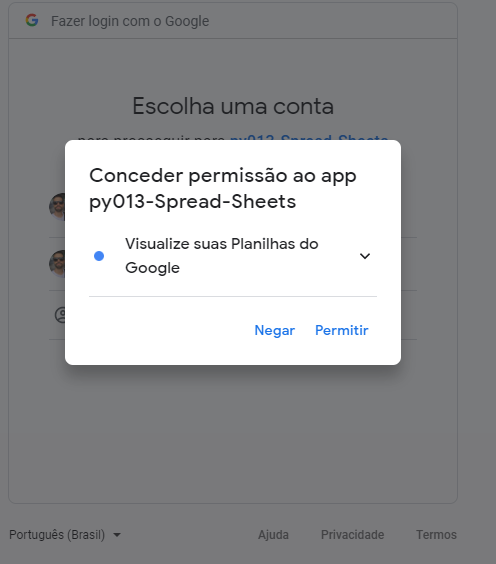 Fazer login com o Google
Escolha uma conta
para prosseguir para py013-Spread-Sheets
Conceder permissão ao app
py013-Spread-Sheets
Visualize suas Planilhas do
Google
Negar
Permitir
Português (Brasil)
Ajuda
Privacidade
Termos